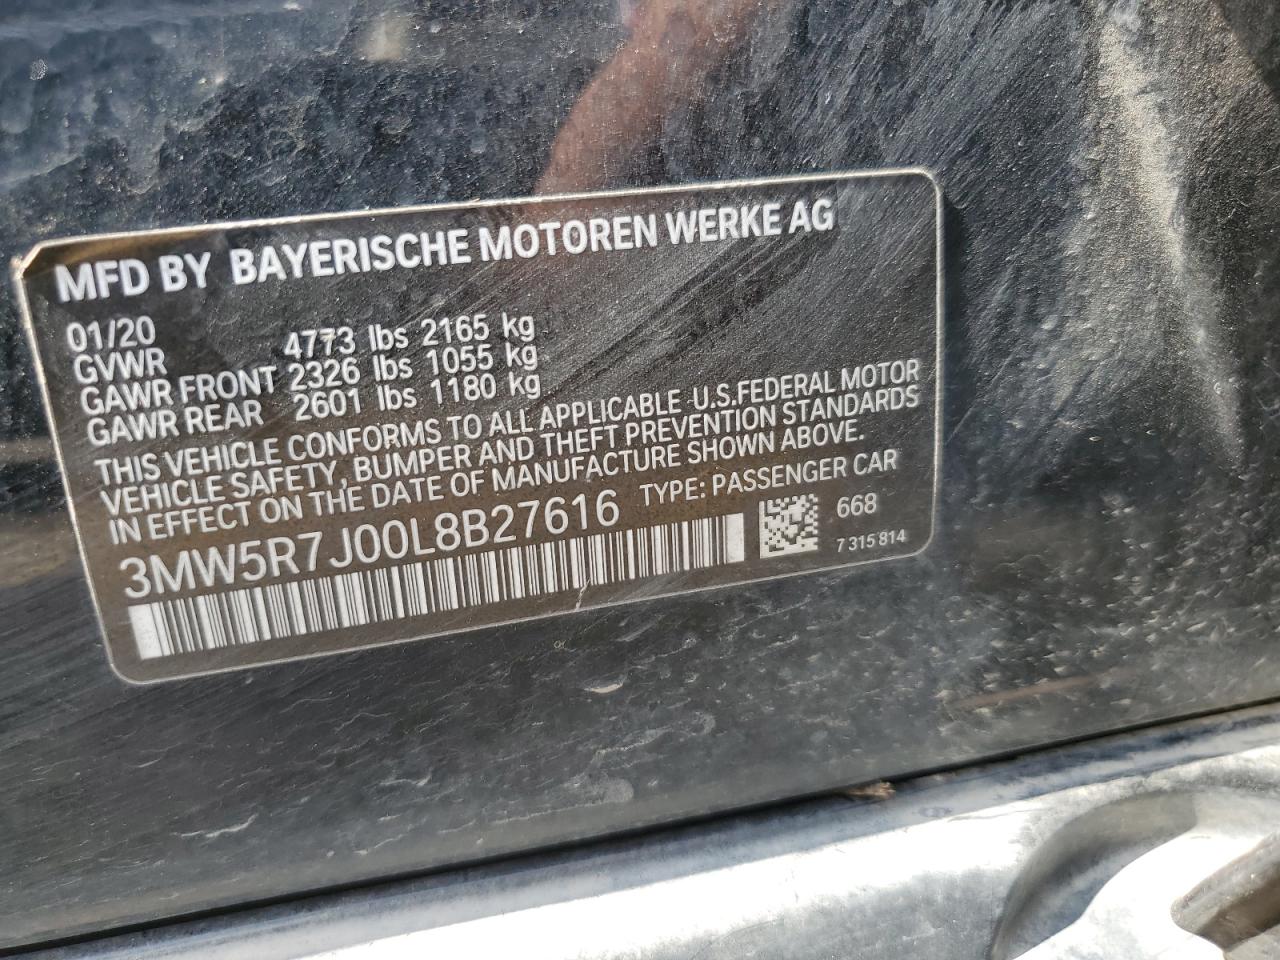 MFD BY BAYERISCHE MOTOREN WERKE AG
01/20
GVWR 4773 lbs 2165 kg
GAWR FRONT 2326 lbs 1055 kg
GAWR REAR 2601 lbs 1180 kg
THIS VEHICLE CONFORMS TO ALL APPLICABLE U.S.FEDERAL MOTOR
VEHICLE SAFETY, BUMPER AND THEFT PREVENTION STANDARDS
IN EFFECT ON THE DATE OF MANUFACTURE SHOWN ABOVE.
3MW5R7J00L8B27616 TYPE: PASSENGER CAR
668
7 315 814